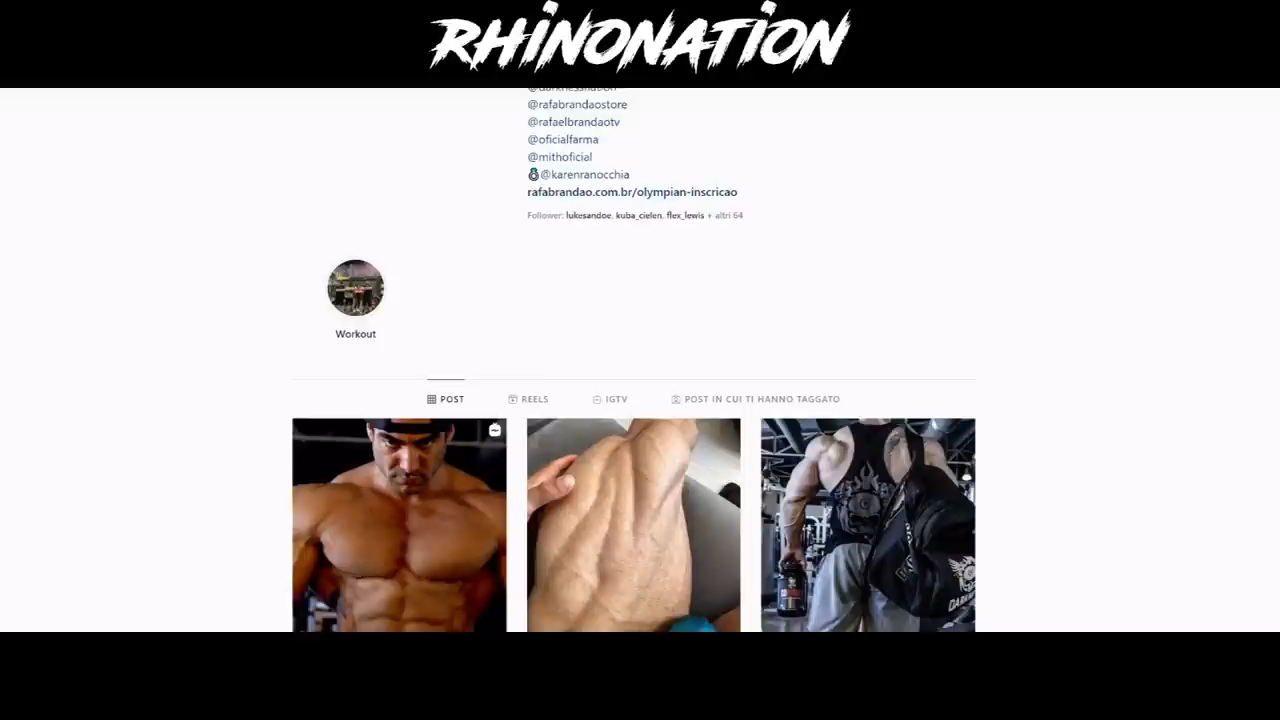 RHINONATION
@rafabrandaostore
@rafaelbrandaotv
@oficialfarma
@mithoficial
@karenranocchia
rafabrandao.com.br/olympian-inscricao
Follower: lukesandoe, kuba_cielen, flex_lewis + altri 64
Workout
POST REELS IGTV POST IN CUI TI HANNO TAGGATO